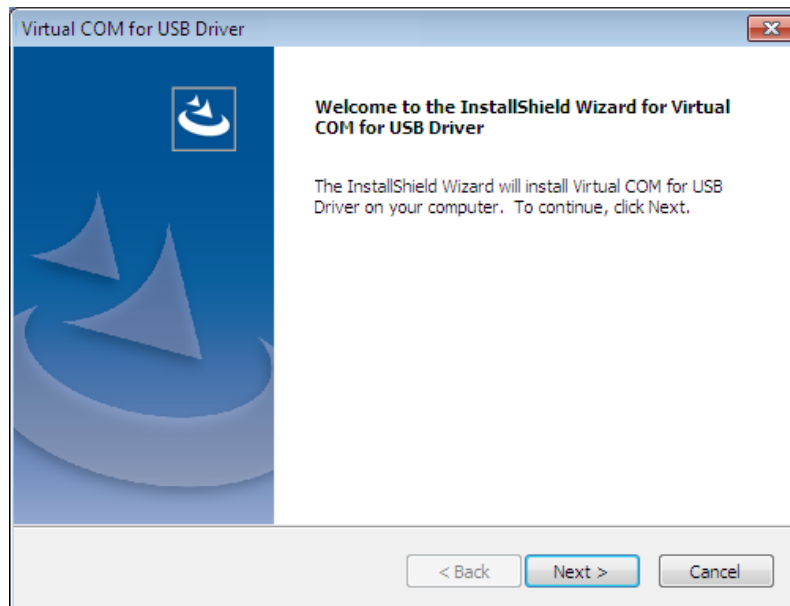 Virtual COM for USB Driver
Welcome to the InstallShield Wizard for Virtual
COM for USB Driver
The InstallShield Wizard will install Virtual COM for USB
Driver on your computer.  To continue, click Next.
< Back
Next >
Cancel